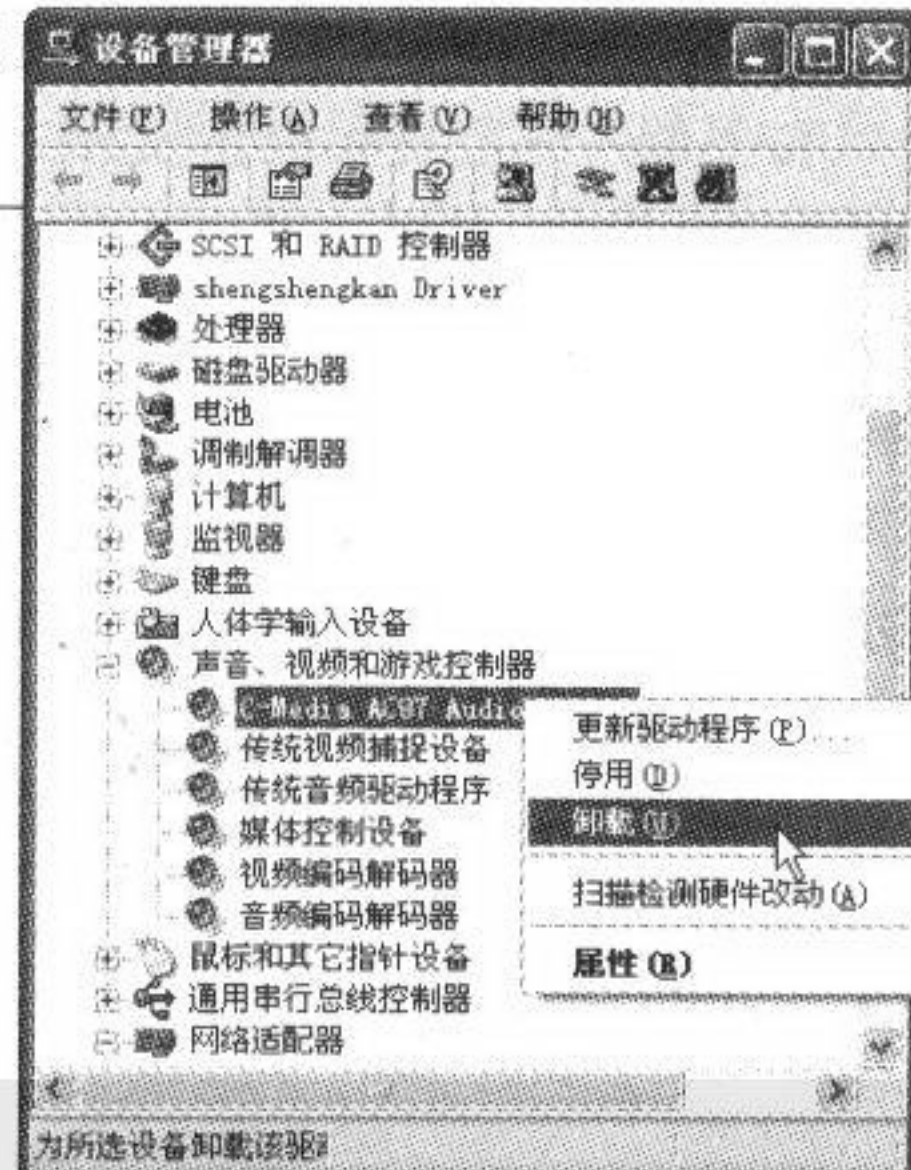 设备管理器
文件(F) 操作(A) 查看(V) 帮助(H)
SCSI 和 RAID 控制器
shengshengkan Driver
处理器
磁盘驱动器
电池
调制解调器
计算机
监视器
键盘
人体学输入设备
声音、视频和游戏控制器
C-Media AC97 Audio
传统视频捕捉设备
传统音频驱动程序
媒体控制设备
视频编码解码器
音频编码解码器
鼠标和其它指针设备
通用串行总线控制器
网络适配器
更新驱动程序(P)...
停用(D)
卸载(U)
扫描检测硬件改动(A)
属性(R)
为所选设备卸载该驱